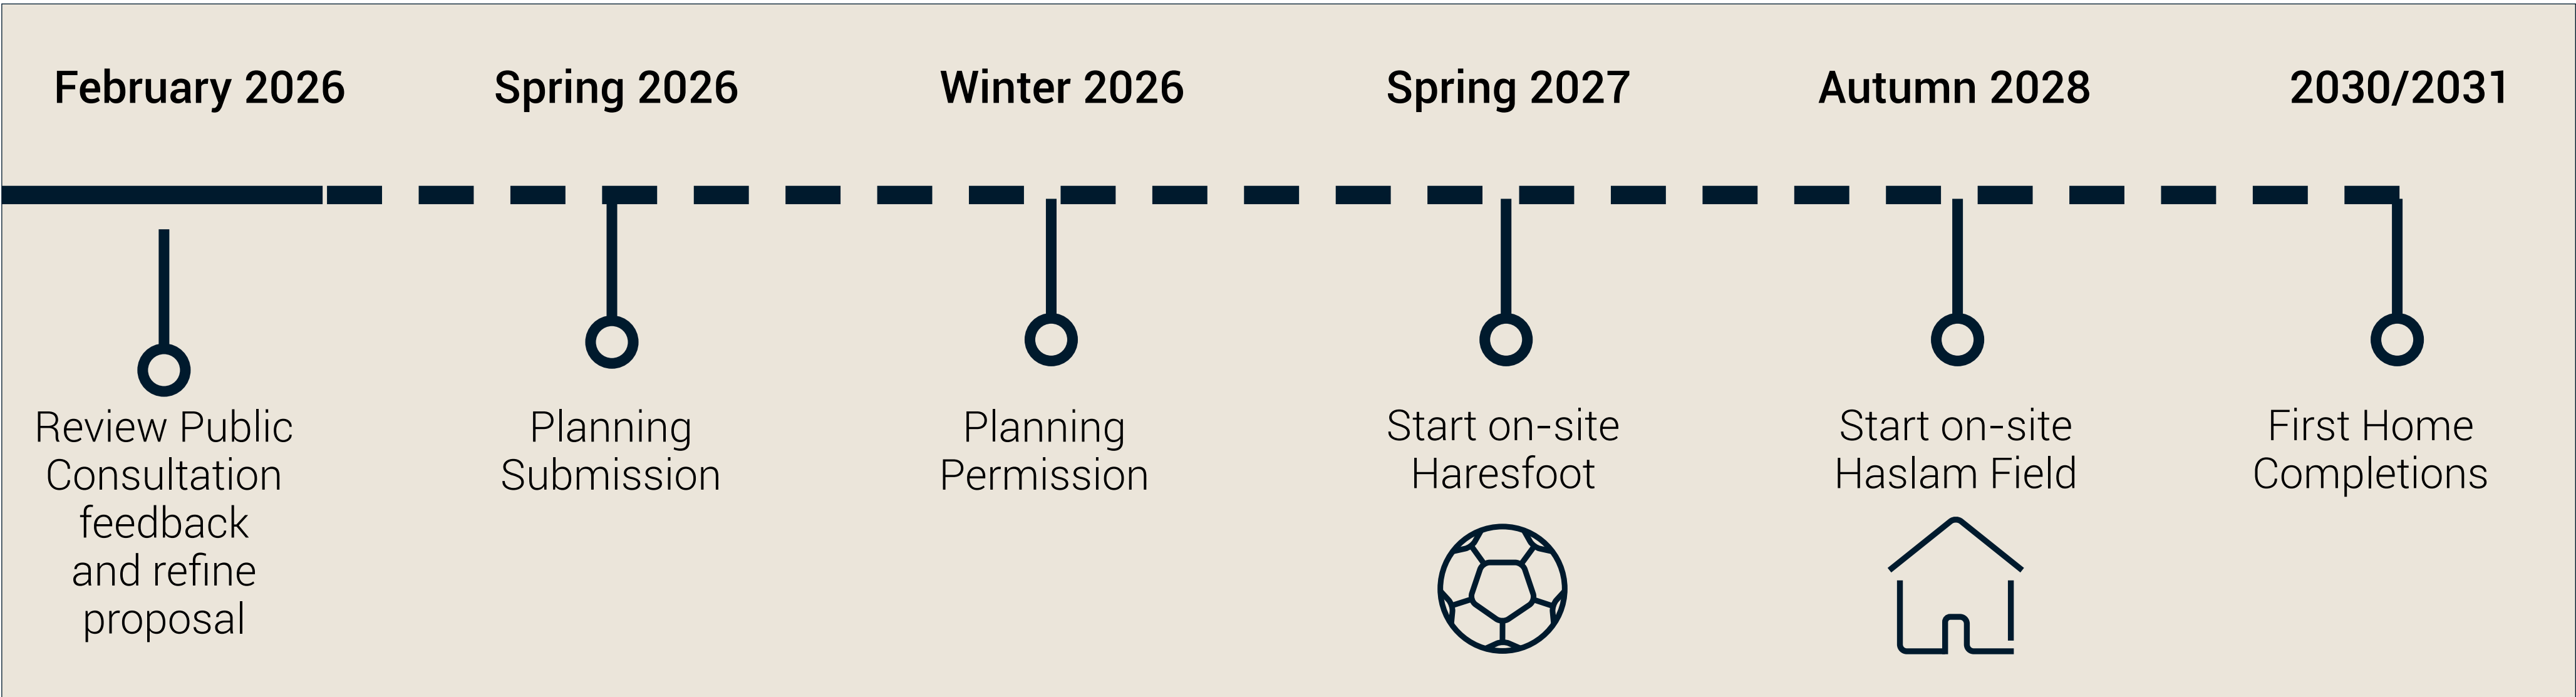 February 2026
Spring 2026
Winter 2026
Spring 2027
Autumn 2028
2030/2031
Review Public
Consultation
feedback
and refine
proposal
Planning
Submission
Planning
Permission
Start on-site
Haresfoot
Start on-site
Haslam Field
First Home
Completions